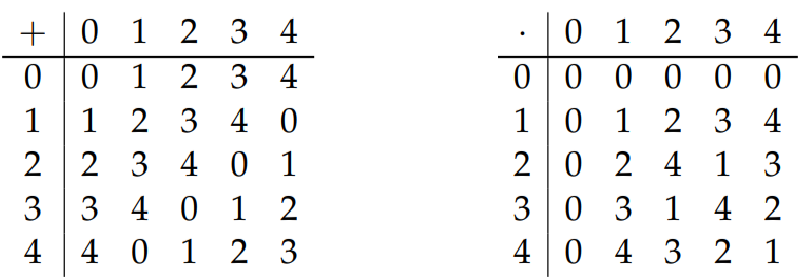 + 0 1 2 3 4 · 0 1 2 3 4
0 0 1 2 3 4 0 0 0 0 0 0
1 1 2 3 4 0 1 0 1 2 3 4
2 2 3 4 0 1 2 0 2 4 1 3
3 3 4 0 1 2 3 0 3 1 4 2
4 4 0 1 2 3 4 0 4 3 2 1